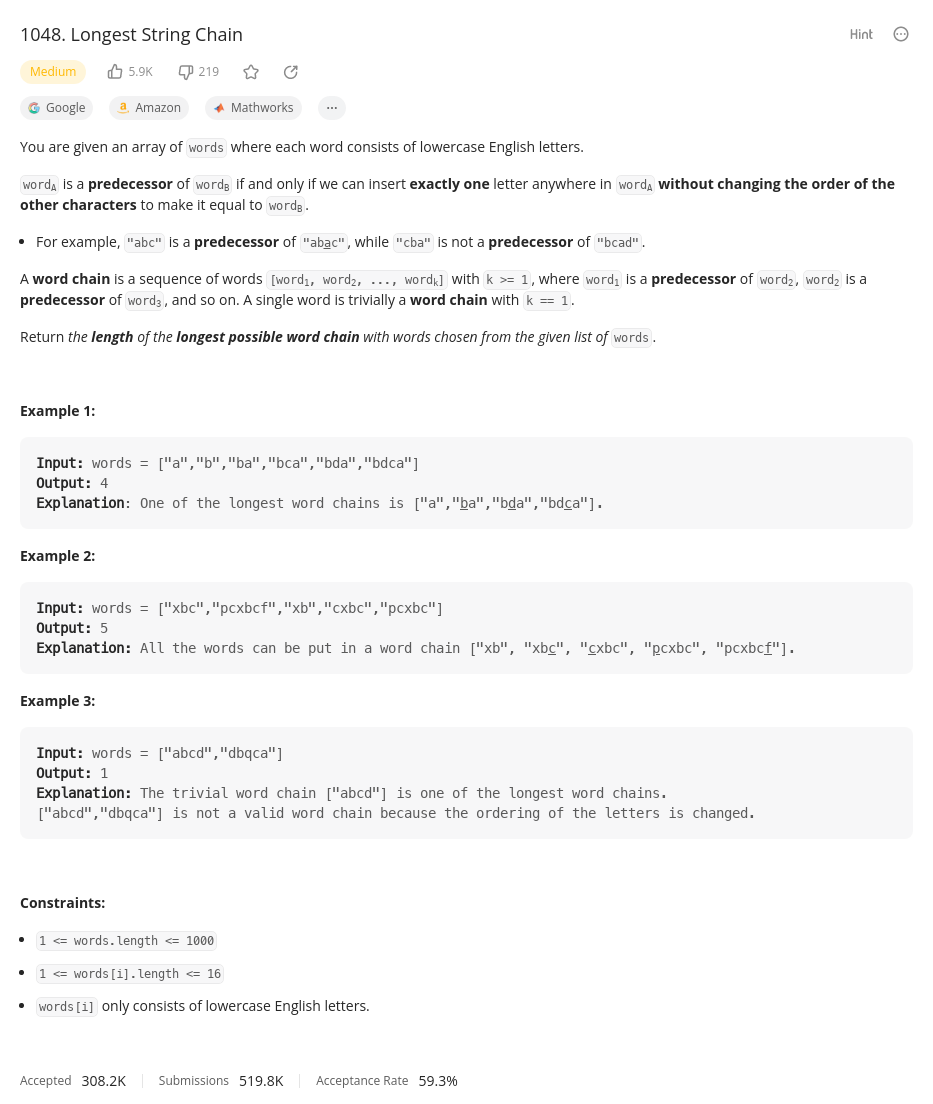 1048. Longest String Chain
Hint
Medium 5.9K 219
Google Amazon Mathworks ...
You are given an array of words where each word consists of lowercase English letters.
wordA is a predecessor of wordB if and only if we can insert exactly one letter anywhere in wordA without changing the order of the
other characters to make it equal to wordB.
• For example, "abc" is a predecessor of "abac", while "cba" is not a predecessor of "bcad".
A word chain is a sequence of words [word1, word2, ..., wordk] with k >= 1, where word1 is a predecessor of word2, word2 is a
predecessor of word3, and so on. A single word is trivially a word chain with k == 1.
Return the length of the longest possible word chain with words chosen from the given list of words.
Example 1:
Input: words = ["a","b","ba","bca","bda","bdca"]
Output: 4
Explanation: One of the longest word chains is ["a","ba","bda","bdca"].
Example 2:
Input: words = ["xbc","pcxbcf","xb","cxbc","pcxbc"]
Output: 5
Explanation: All the words can be put in a word chain ["xb", "xbc", "cxbc", "pcxbc", "pcxbcf"].
Example 3:
Input: words = ["abcd","dbqca"]
Output: 1
Explanation: The trivial word chain ["abcd"] is one of the longest word chains.
["abcd","dbqca"] is not a valid word chain because the ordering of the letters is changed.
Constraints:
• 1 <= words.length <= 1000
• 1 <= words[i].length <= 16
• words[i] only consists of lowercase English letters.
Accepted 308.2K Submissions 519.8K Acceptance Rate 59.3%